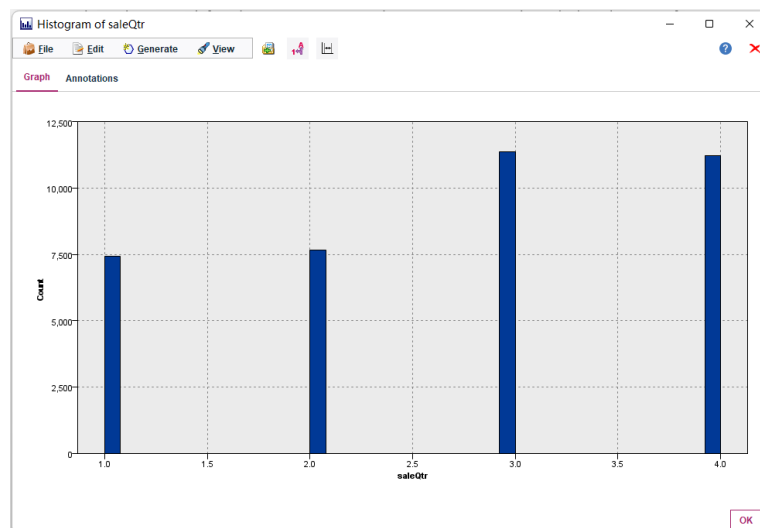 Histogram of saleQtr
File Edit Generate View
Graph Annotations
12,500
10,000
7,500
5,000
2,500
0
Count
1.0 1.5 2.0 2.5 3.0 3.5 4.0
saleQtr
OK